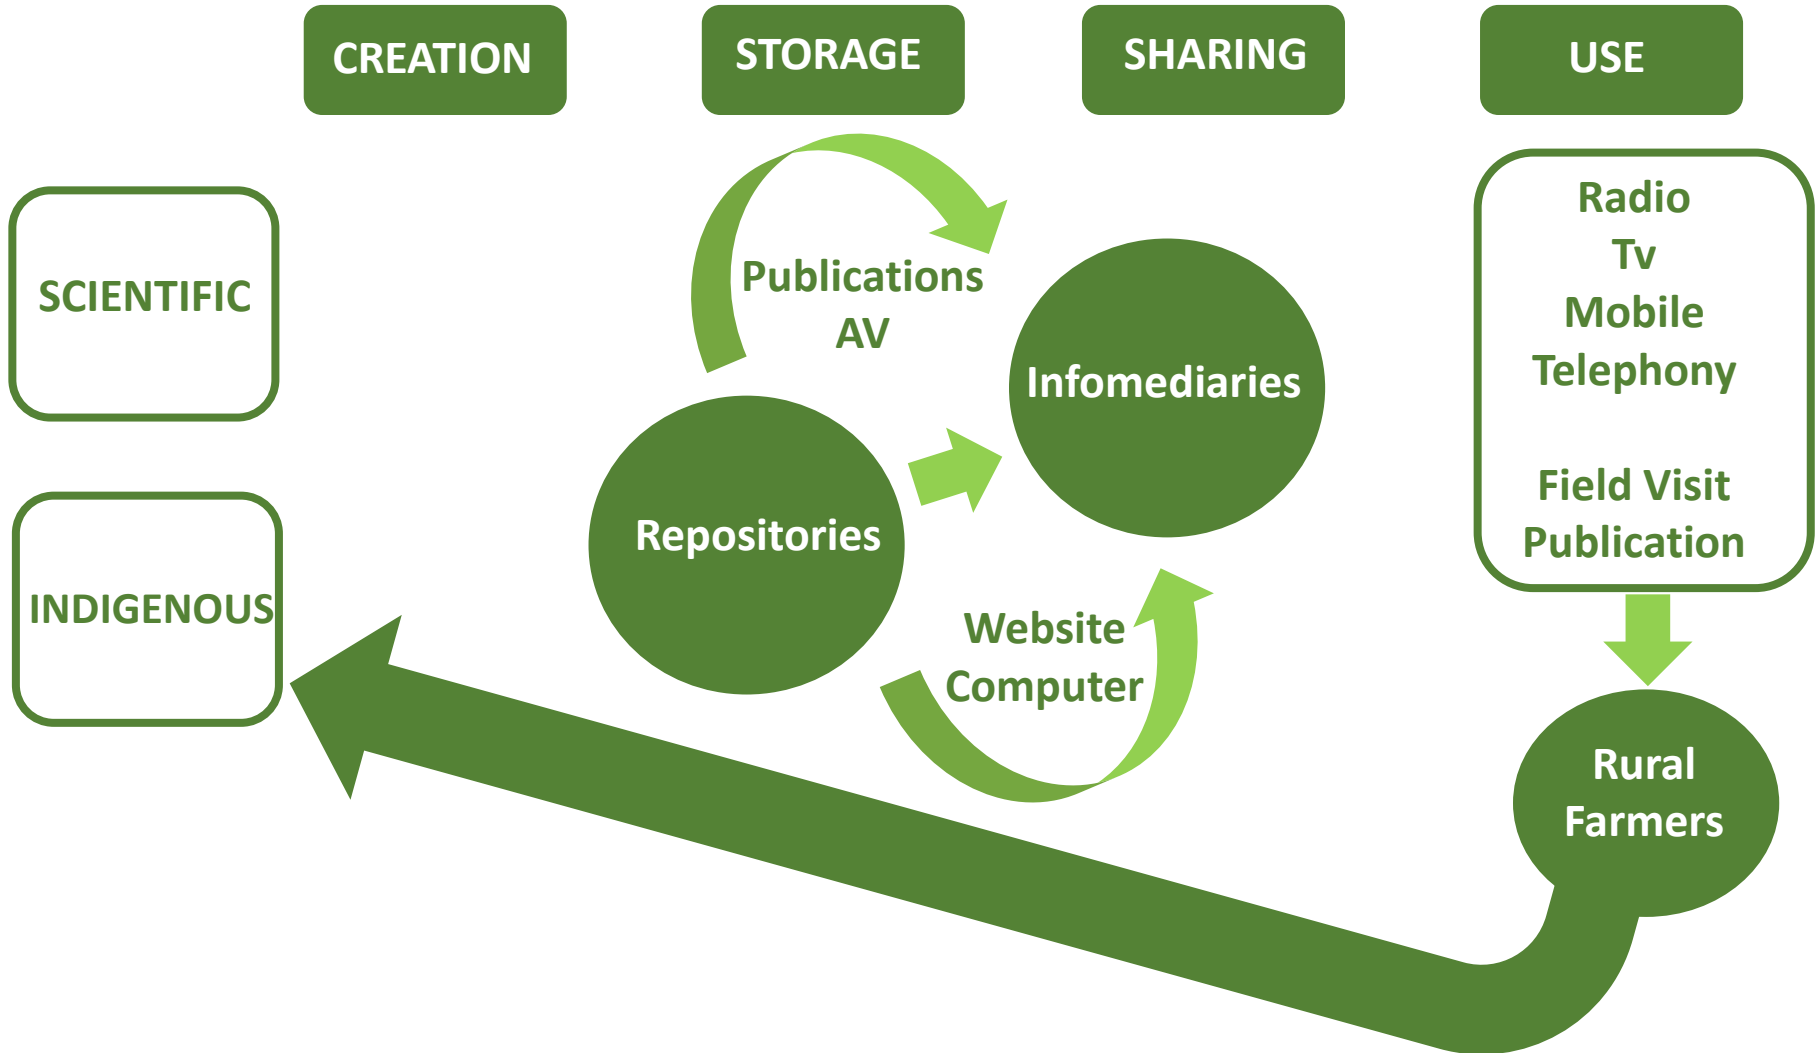 CREATION
STORAGE
SHARING
USE
SCIENTIFIC
INDIGENOUS
Publications
AV
Repositories
Infomediaries
Website
Computer
Radio
Tv
Mobile
Telephony
Field Visit
Publication
Rural
Farmers